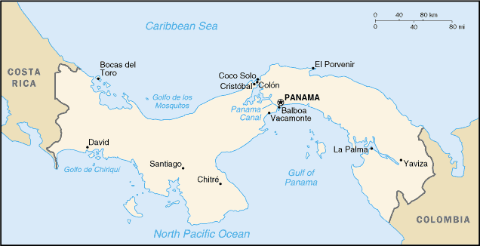 Caribbean Sea
0 40 80 km
0 40 80 mi
COSTA
RICA
Bocas del
Toro
El Porvenir
Coco Solo
Cristóbal
Colón
Golfo de los
Mosquitos
PANAMA
Panama
Canal
Balboa
Vacamonte
David
La Palma
Santiago
Yaviza
Golfo de Chiriquí
Gulf of
Panama
Chitré
COLOMBIA
North Pacific Ocean